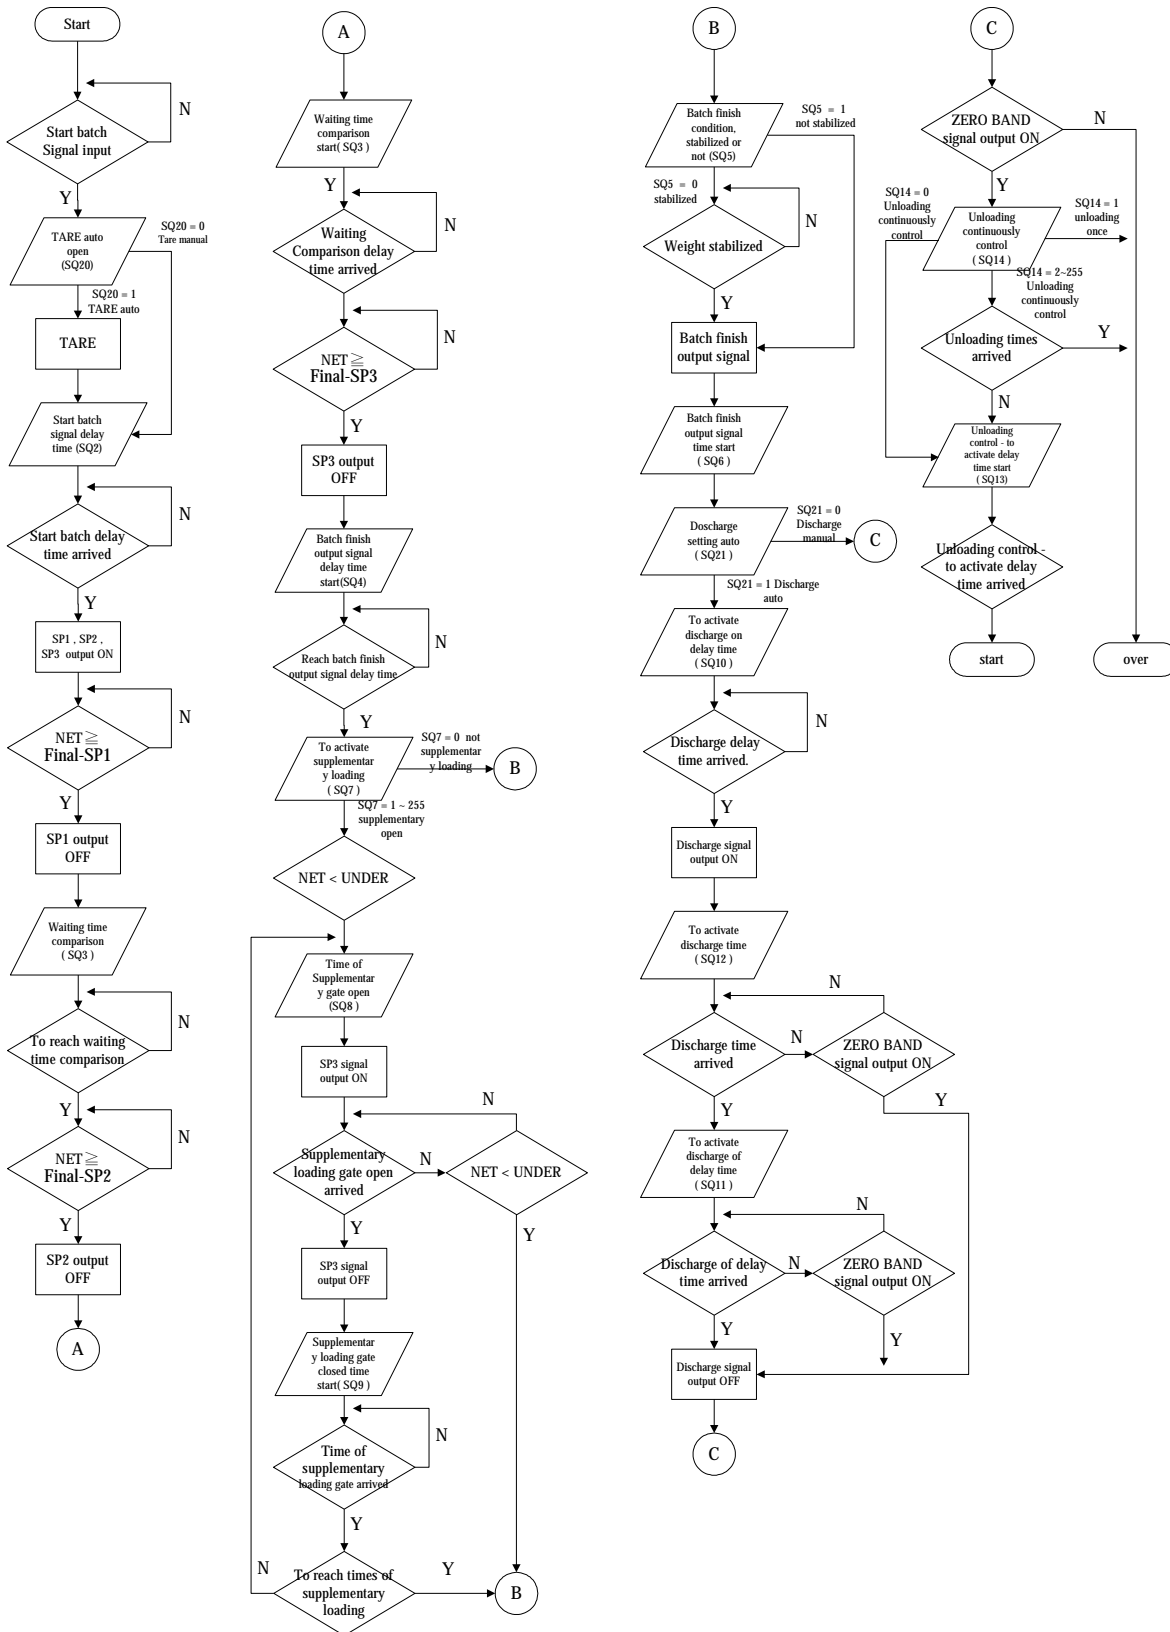 Start
N
Start batch
Signal input
Y
SQ20 = 0
Tare manual
TARE auto
open
(SQ20)
SQ20 = 1
TARE auto
TARE
Start batch
signal delay
time (SQ2)
N
Start batch delay
time arrived
Y
SP1 , SP2 ,
SP3 output ON
N
NET ≧
Final-SP1
Y
SP1 output
OFF
Waiting time
comparison
( SQ3 )
N
To reach waiting
time comparison
Y
N
NET ≧
Final-SP2
Y
SP2 output
OFF
A
A
Waiting time
comparison
start( SQ3 )
Y
N
Waiting
Comparison delay
time arrived
N
NET ≧
Final-SP3
Y
SP3 output
OFF
Batch finish
output signal
delay time
start(SQ4)
N
Reach batch finish
output signal delay time
Y
SQ7 = 0 not
supplementar
y loading
To activate
supplementar
y loading
( SQ7 )
B
SQ7 = 1 ~ 255
supplementary
open
NET < UNDER
Time of
Supplementar
y gate open
(SQ8 )
SP3 signal
output ON
N
Supplementary
loading gate open
arrived
N
NET < UNDER
Y
Y
SP3 signal
output OFF
Supplementar
y loading gate
closed time
start( SQ9 )
N
Time of
supplementary
loading gate arrived
Y
N
To reach times of
supplementary
loading
Y
B
B
SQ5 = 1
not stabilized
Batch finish
condition,
stabilized or
not (SQ5)
SQ5 = 0
stabilized
N
Weight stabilized
Y
Batch finish
output signal
Batch finish
output signal
time start
( SQ6 )
SQ21 = 0
Discharge
manual
Doscharge
setting auto
( SQ21 )
C
SQ21 = 1 Discharge
auto
To activate
discharge on
delay time
( SQ10 )
N
Discharge delay
time arrived.
Y
Discharge signal
output ON
To activate
discharge time
( SQ12 )
N
Discharge time
arrived
N
ZERO BAND
signal output ON
Y
Y
To activate
discharge of
delay time
( SQ11 )
N
Discharge of delay
time arrived
N
ZERO BAND
signal output ON
Y
Y
Discharge signal
output OFF
C
C
ZERO BAND
signal output ON
N
Y
SQ14 = 0
Unloading
continuously
control
Unloading
continuously
control
( SQ14 )
SQ14 = 1
unloading
once
SQ14 = 2~255
Unloading
continuously
control
Unloading times
arrived
Y
N
Unloading
control - to
activate delay
time start
( SQ13)
Unloading control -
to activate delay
time arrived
start
over